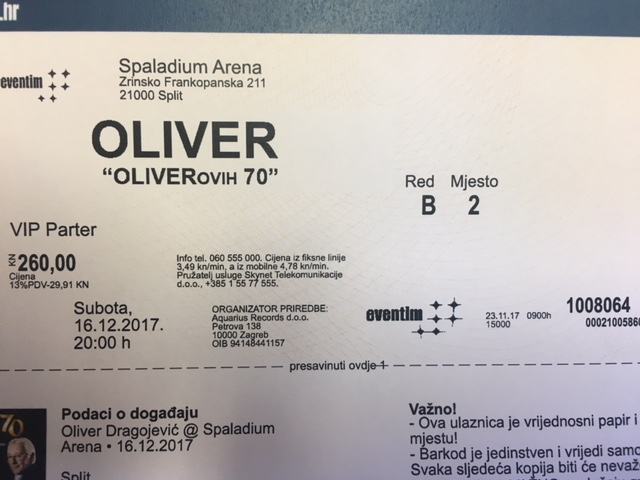 .hr
eventim
Spaladium Arena
Zrinsko Frankopanska 211
21000 Split
OLIVER
“OLIVEROVIH 70”
Red Mjesto
B 2
VIP Parter
KN 260,00
Cijena
13%PDV-29,91 KN
Info tel. 060 555 000. Cijena iz fiksne linije
3,49 kn/min, a iz mobilne 4,78 kn/min.
Pružatelj usluge Skynet Telekomunikacije
d.o.o., +385 1 55 77 555.
Subota,
16.12.2017.
20:00 h
ORGANIZATOR PRIREDBE:
Aquarius Records d.o.o.
Petrova 138
10000 Zagreb
OIB 94148441157
eventim
23.11.17 0900h
15000
1008064
00021005860
presavinuti ovdje 1
70
Podaci o događaju
Oliver Dragojević @ Spaladium
Arena • 16.12.2017
Split
Važno!
- Ova ulaznica je vrijednosni papir i
mjestu!
- Barkod je jedinstven i vrijedi samo
Svaka sljedeća kopija biti će nevaž